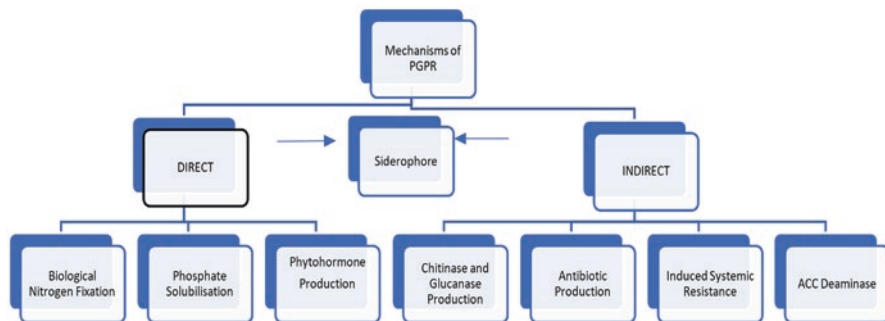 Mechanisms of
PGPR
DIRECT
Siderophore
INDIRECT
Biological
Nitrogen Fixation
Phosphate
Solubilisation
Phytohormone
Production
Chitinase and
Glucanase
Production
Antibiotic
Production
Induced Systemic
Resistance
ACC Deaminase